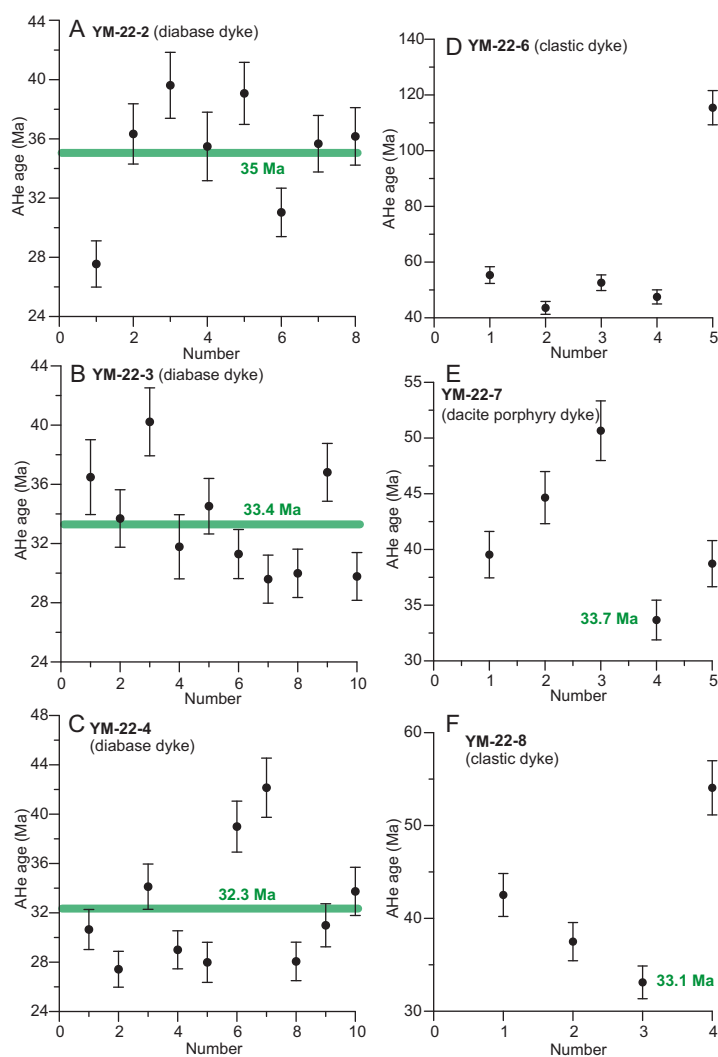 A YM-22-2 (diabase dyke)
AHe age (Ma)
44
40
36
32
28
24
35 Ma
0 2 4 6 8
Number
B YM-22-3 (diabase dyke)
AHe age (Ma)
44
40
36
32
28
24
33.4 Ma
0 2 4 6 8 10
Number
C YM-22-4
(diabase dyke)
AHe age (Ma)
48
44
40
36
32
28
24
32.3 Ma
0 2 4 6 8 10
Number
D YM-22-6 (clastic dyke)
AHe age (Ma)
140
120
100
80
60
40
0 1 2 3 4 5
Number
E
YM-22-7
(dacite porphyry dyke)
AHe age (Ma)
55
50
45
40
35
30
33.7 Ma
0 1 2 3 4 5
Number
F YM-22-8
(clastic dyke)
AHe age (Ma)
60
50
40
30
33.1 Ma
0 1 2 3 4
Number